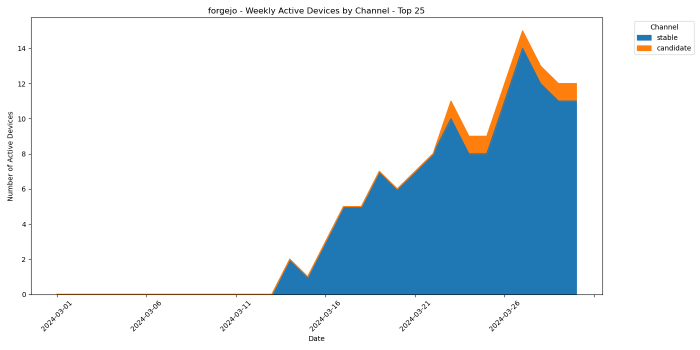 forgejo - Weekly Active Devices by Channel - Top 25
Channel
stable
candidate
Number of Active Devices
14
12
10
8
6
4
2
0
2024-03-01
2024-03-06
2024-03-11
2024-03-16
2024-03-21
2024-03-26
Date